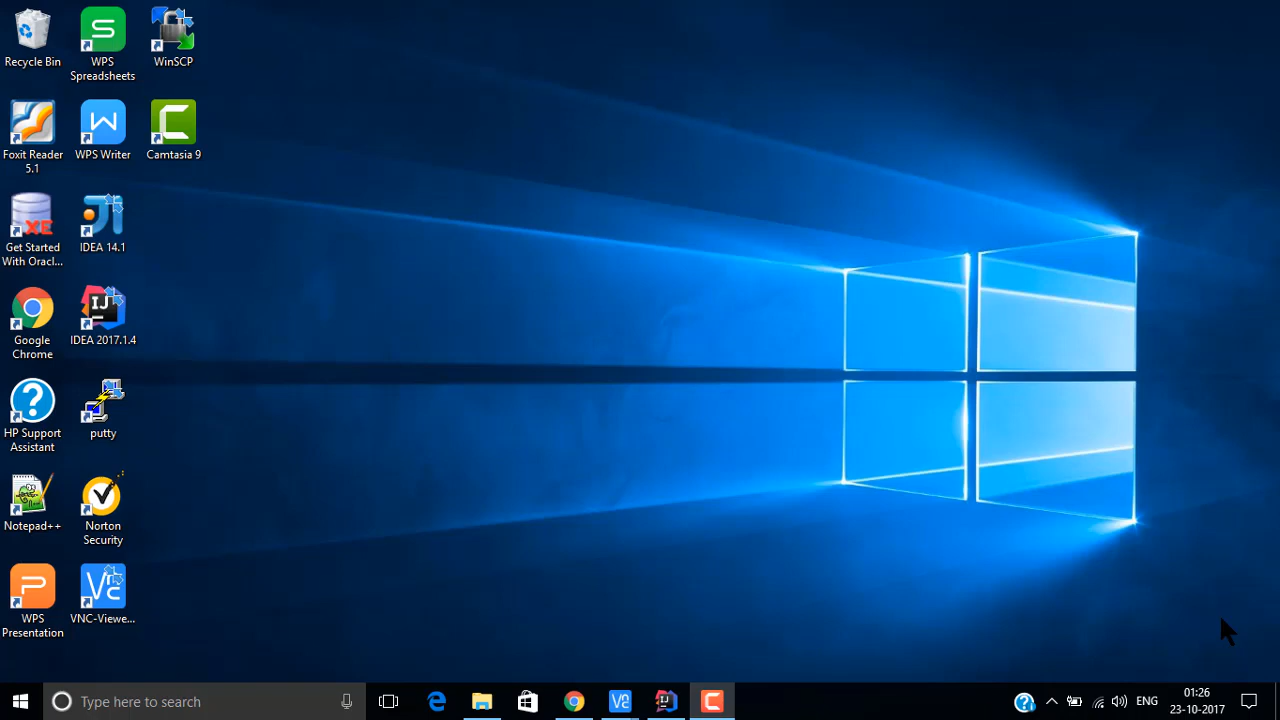 Recycle Bin
WPS
Spreadsheets
WinSCP
Foxit Reader
5.1
WPS Writer
Camtasia 9
Get Started
With Oracl...
XE
IDEA 14.1
Google
Chrome
IJ
IDEA 2017.1.4
HP Support
Assistant
putty
Notepad++
Norton
Security
WPS
Presentation
VNC-Viewe...
Type here to search
ENG
01:26
23-10-2017